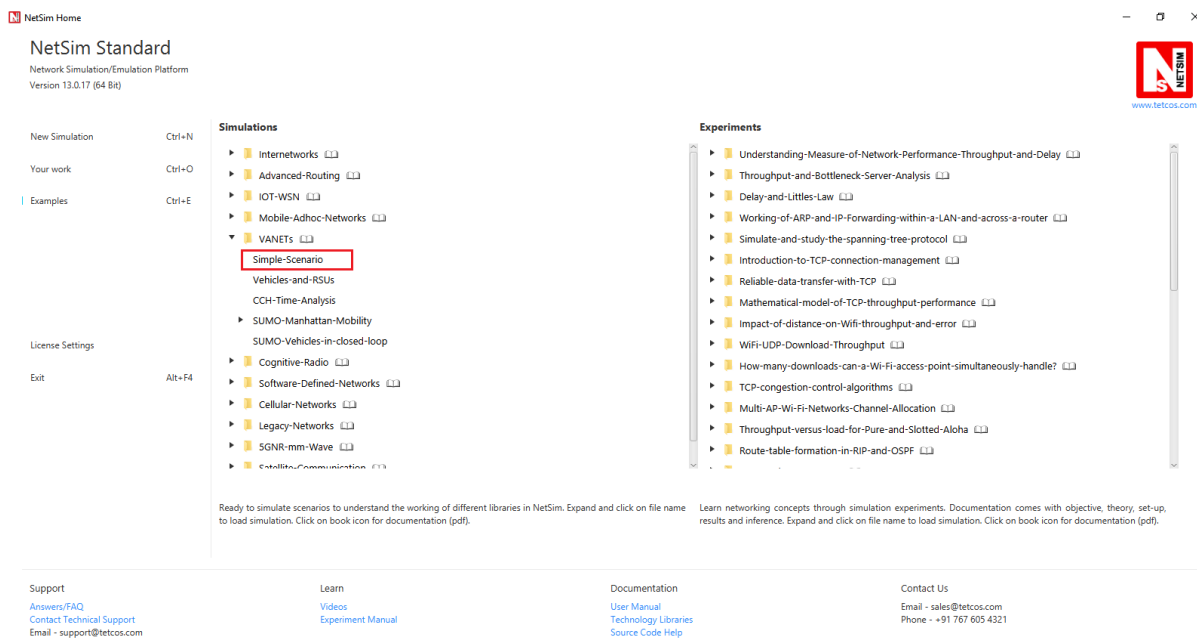 NetSim Home
NetSim Standard
Network Simulation/Emulation Platform
Version 13.0.17 (64 Bit)
NETSIM
www.tetcos.com
New Simulation Ctrl+N
Your work Ctrl+O
Examples Ctrl+E
License Settings
Exit Alt+F4
Simulations
Internetworks
Advanced-Routing
IOT-WSN
Mobile-Adhoc-Networks
VANETs
Simple-Scenario
Vehicles-and-RSUs
CCH-Time-Analysis
SUMO-Manhattan-Mobility
SUMO-Vehicles-in-closed-loop
Cognitive-Radio
Software-Defined-Networks
Cellular-Networks
Legacy-Networks
5GNR-mm-Wave
Satellite-Communication
Ready to simulate scenarios to understand the working of different libraries in NetSim. Expand and click on file name
to load simulation. Click on book icon for documentation (pdf).
Experiments
Understanding-Measure-of-Network-Performance-Throughput-and-Delay
Throughput-and-Bottleneck-Server-Analysis
Delay-and-Littles-Law
Working-of-ARP-and-IP-Forwarding-within-a-LAN-and-across-a-router
Simulate-and-study-the-spanning-tree-protocol
Introduction-to-TCP-connection-management
Reliable-data-transfer-with-TCP
Mathematical-model-of-TCP-throughput-performance
Impact-of-distance-on-Wifi-throughput-and-error
WiFi-UDP-Download-Throughput
How-many-downloads-can-a-Wi-Fi-access-point-simultaneously-handle?
TCP-congestion-control-algorithms
Multi-AP-Wi-Fi-Networks-Channel-Allocation
Throughput-versus-load-for-Pure-and-Slotted-Aloha
Route-table-formation-in-RIP-and-OSPF
Learn networking concepts through simulation experiments. Documentation comes with objective, theory, set-up,
results and inference. Expand and click on file name to load simulation. Click on book icon for documentation (pdf).
Support
Answers/FAQ
Contact Technical Support
Email - support@tetcos.com
Learn
Videos
Experiment Manual
Documentation
User Manual
Technology Libraries
Source Code Help
Contact Us
Email - sales@tetcos.com
Phone - +91 767 605 4321